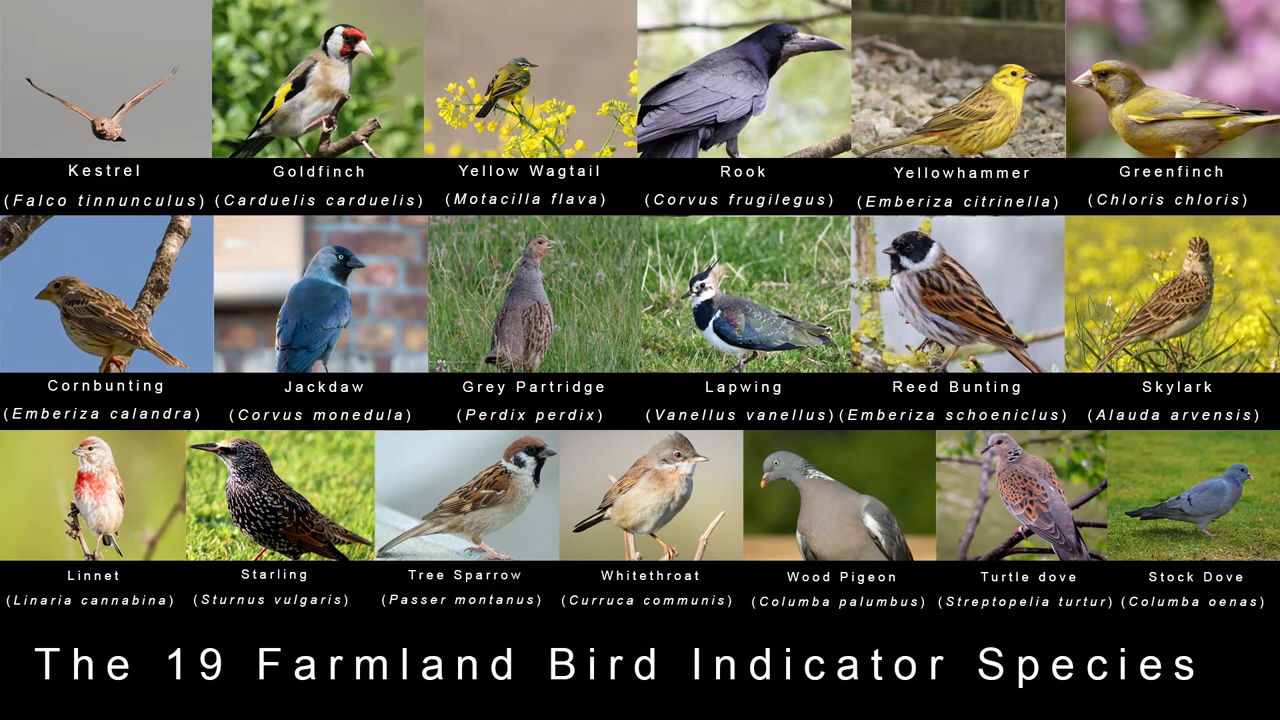 Kestrel
(Falco tinnunculus)
Goldfinch
(Carduelis carduelis)
Yellow Wagtail
(Motacilla flava)
Rook
(Corvus frugilegus)
Yellowhammer
(Emberiza citrinella)
Greenfinch
(Chloris chloris)
Cornbunting
(Emberiza calandra)
Jackdaw
(Corvus monedula)
Grey Partridge
(Perdix perdix)
Lapwing
(Vanellus vanellus)
Reed Bunting
(Emberiza schoeniclus)
Skylark
(Alauda arvensis)
Linnet
(Linaria cannabina)
Starling
(Sturnus vulgaris)
Tree Sparrow
(Passer montanus)
Whitethroat
(Curruca communis)
Wood Pigeon
(Columba palumbus)
Turtle dove
(Streptopelia turtur)
Stock Dove
(Columba oenas)
The 19 Farmland Bird Indicator Species